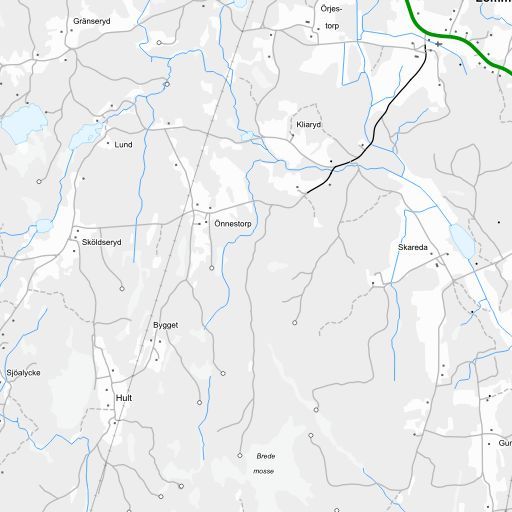 Gränseryd
Örjes-
torp
Kliaryd
Lund
Önnestorp
Sköldseryd
Skareda
Bygget
Sjöalycke
Hult
Brede
mosse